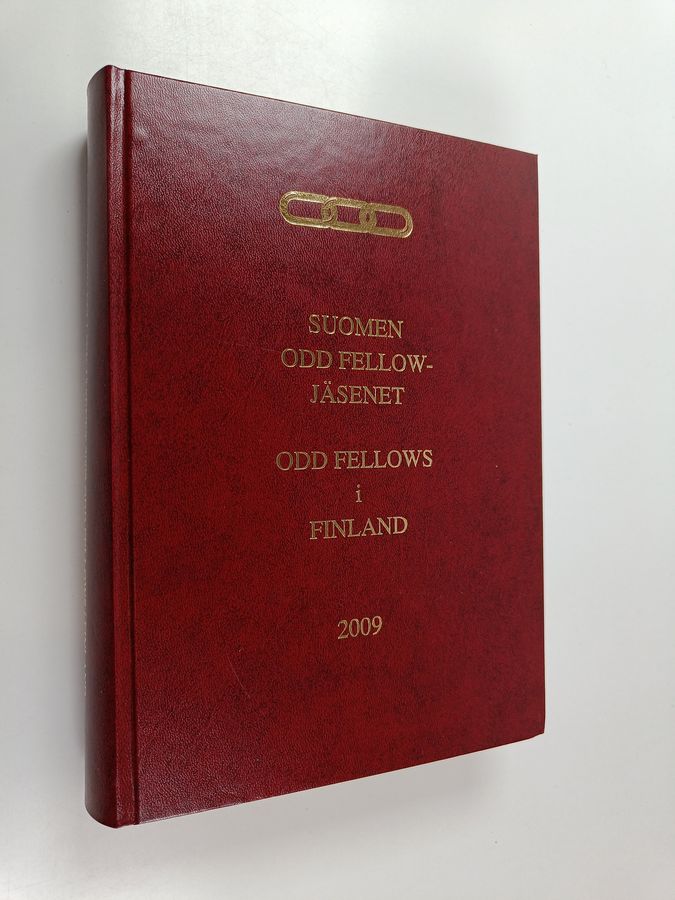 SUOMEN
ODD FELLOW-
JÄSENET
ODD FELLOWS
i
FINLAND
2009